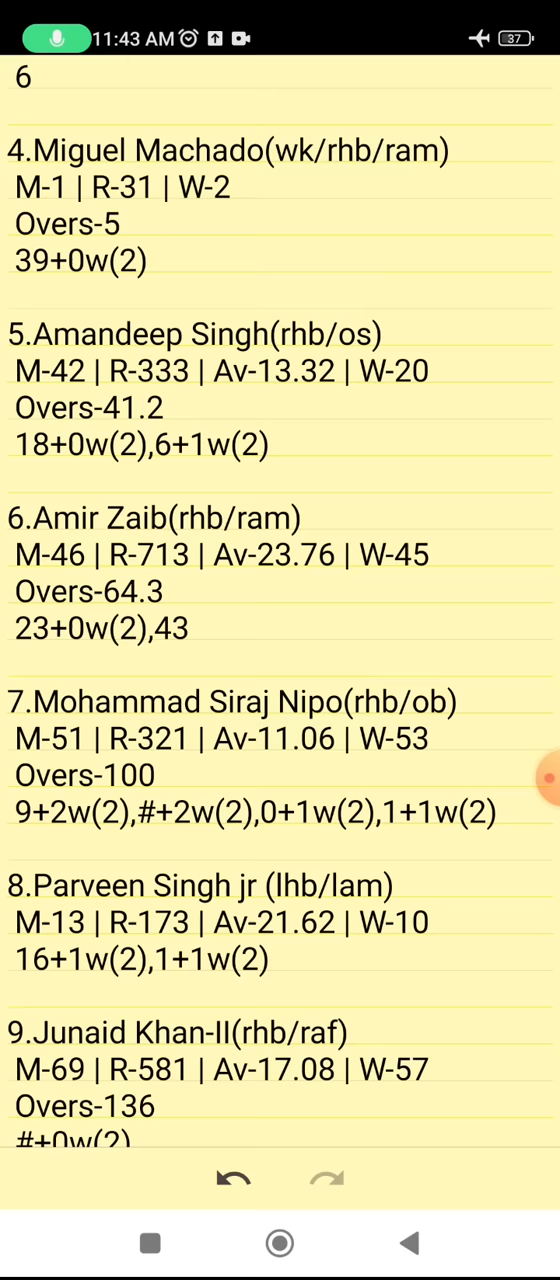 11:43 AM
37
6
4.Miguel Machado(wk/rhb/ram)
M-1 | R-31 | W-2
Overs-5
39+0w(2)
5.Amandeep Singh(rhb/os)
M-42 | R-333 | Av-13.32 | W-20
Overs-41.2
18+0w(2),6+1w(2)
6.Amir Zaib(rhb/ram)
M-46 | R-713 | Av-23.76 | W-45
Overs-64.3
23+0w(2),43
7.Mohammad Siraj Nipo(rhb/ob)
M-51 | R-321 | Av-11.06 | W-53
Overs-100
9+2w(2),#+2w(2),0+1w(2),1+1w(2)
8.Parveen Singh jr (lhb/lam)
M-13 | R-173 | Av-21.62 | W-10
16+1w(2),1+1w(2)
9.Junaid Khan-II(rhb/raf)
M-69 | R-581 | Av-17.08 | W-57
Overs-136
#+0w(2)